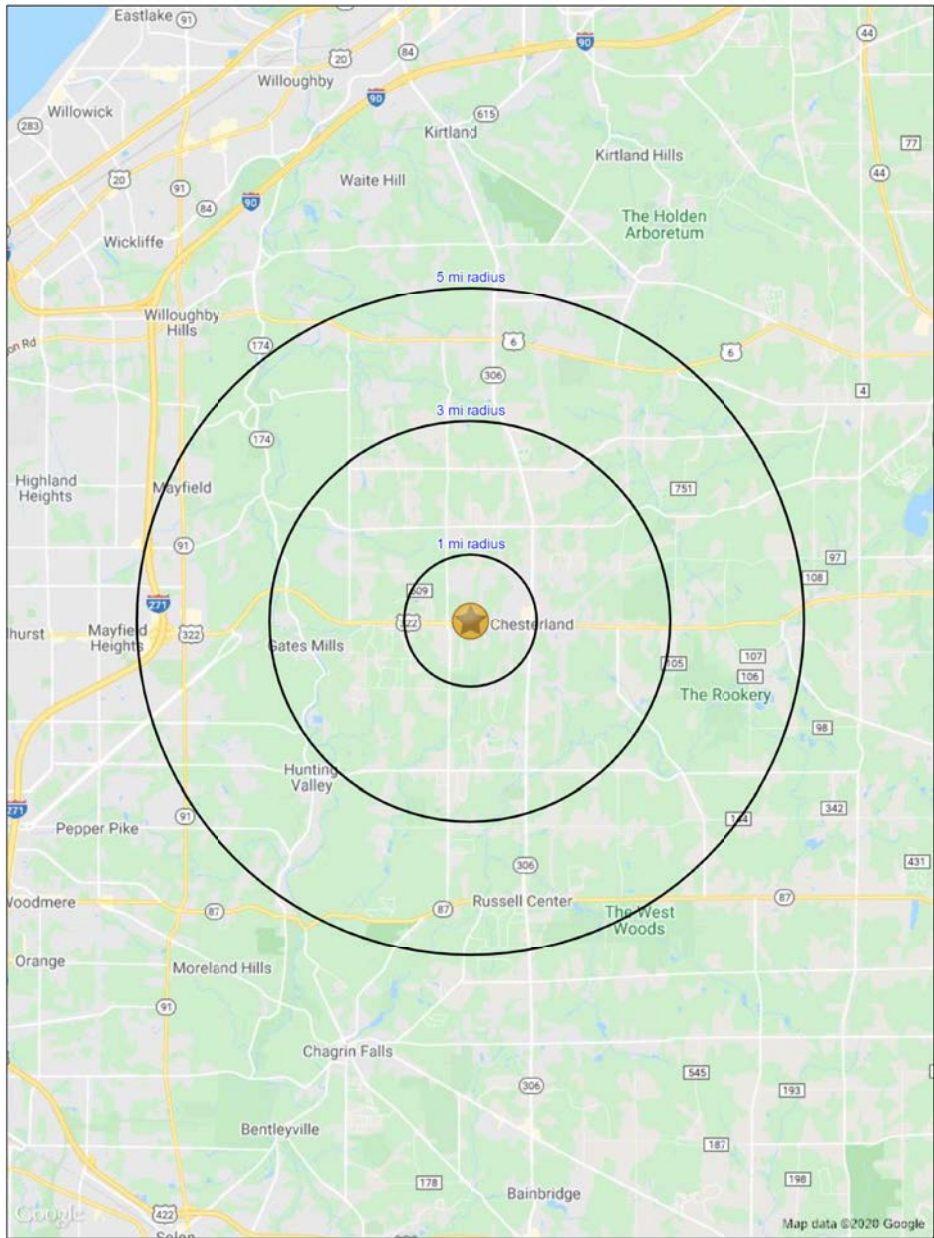 Eastlake
91
20
84
90
44
Willoughby
90
Willowick
615
283
Kirtland
77
Kirtland Hills
20
91
Waite Hill
44
84
90
The Holden
Arboretum
Wickliffe
5 mi radius
Willoughby
Hills
on Rd
174
6
6
306
4
3 mi radius
174
Highland
Heights
Mayfield
751
91
1 mi radius
97
108
271
609
322
Chesterland
lhurst
Mayfield
Heights
322
Gates Mills
107
105
106
The Rookery
98
Hunting
Valley
271
91
144
342
Pepper Pike
306
431
Woodmere
87
87
Russell Center
87
The West
Woods
Orange
Moreland Hills
91
Chagrin Falls
545
306
193
Bentleyville
187
178
198
Bainbridge
422
Google
Map data ©2020 Google
Solon